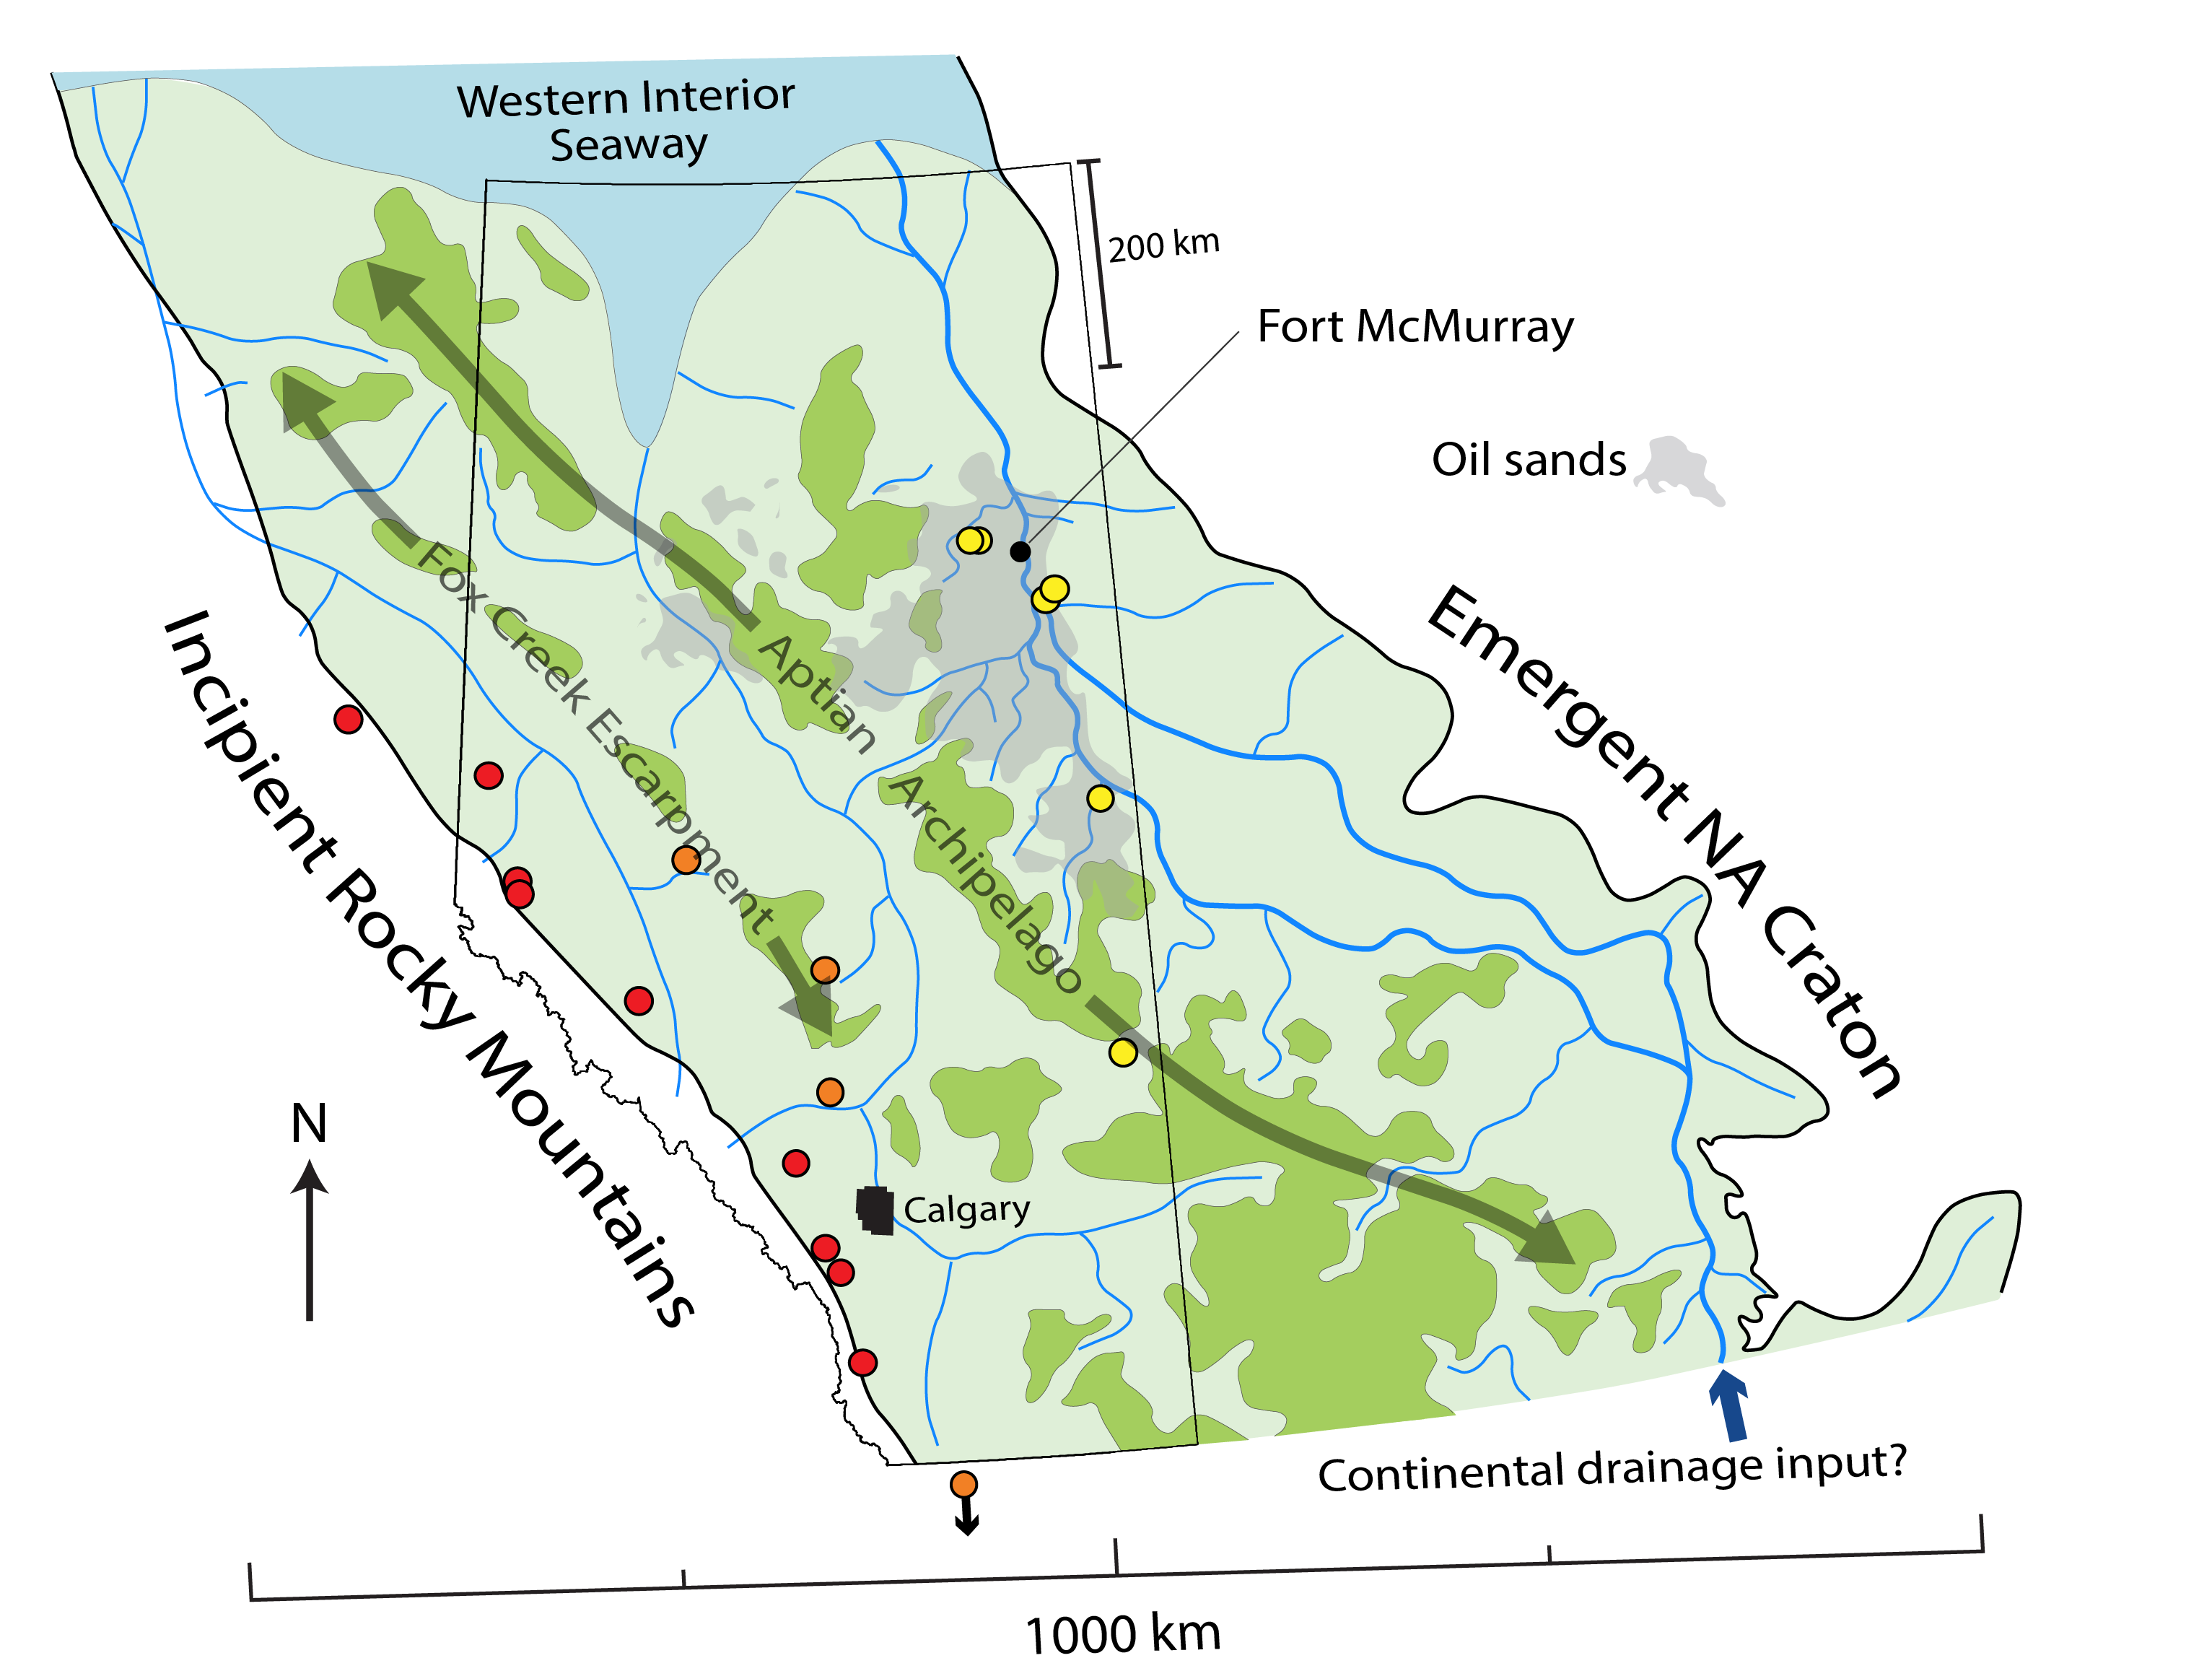 Western Interior
Seaway
200 km
Fort McMurray
Oil sands
Emergent NA Craton
Fox Creek Escarpment
Aptian
Archipelago
Incipient Rocky Mountains
N
Calgary
Continental drainage input?
1000 km